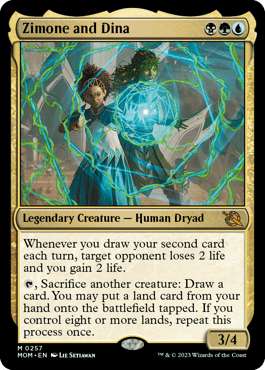 Zimone and Dina
Legendary Creature — Human Dryad
Whenever you draw your second card
each turn, target opponent loses 2 life
and you gain 2 life.
, Sacrifice another creature: Draw a
card. You may put a land card from your
hand onto the battlefield tapped. If you
control eight or more lands, repeat this
process once.
3/4
M 0257
MOM • EN LIE SETIAWAN
™ & © 2023 Wizards of the Coast